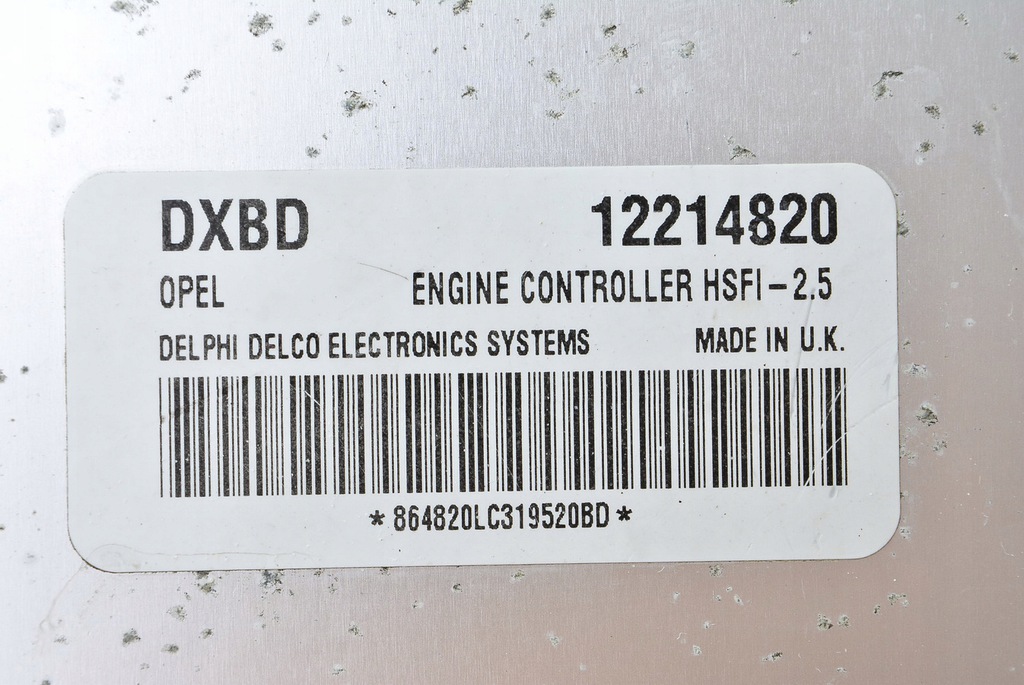 DXBD 12214820
OPEL ENGINE CONTROLLER HSFI-2.5
DELPHI DELCO ELECTRONICS SYSTEMS MADE IN U.K.
*864820LC319520BD*